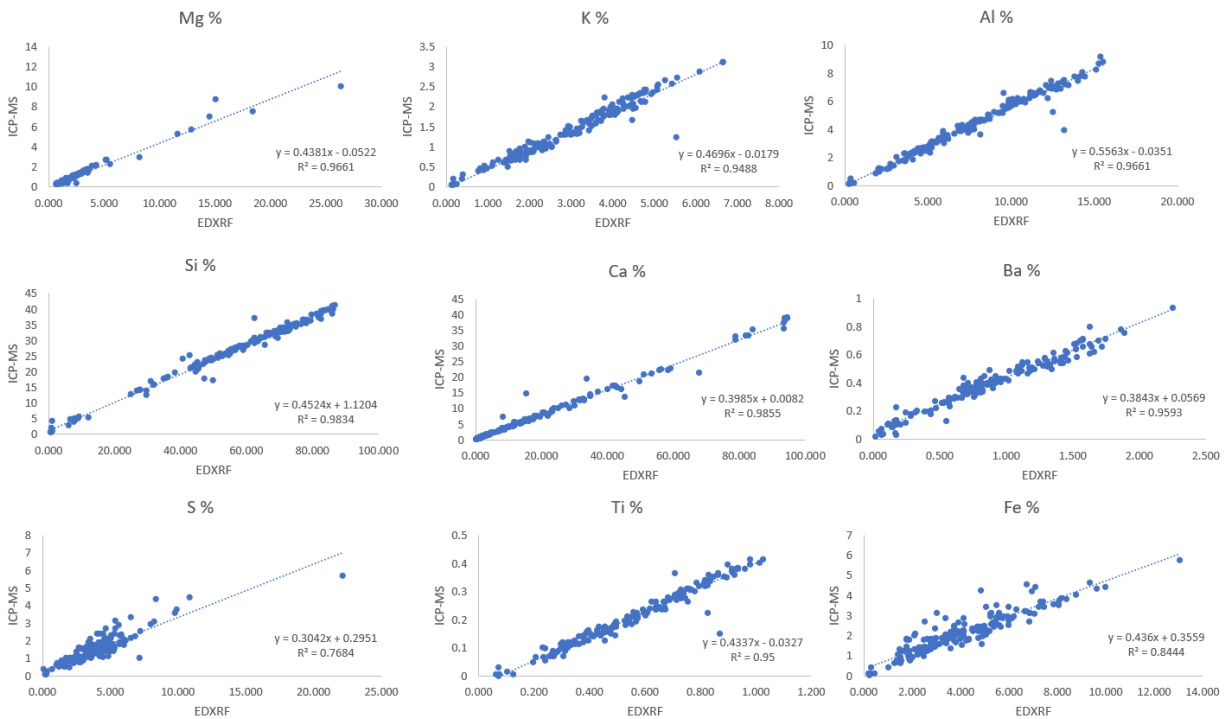 Mg %
14
12
10
8
6
4
2
0
ICP-MS
y = 0.4381x - 0.0522
R² = 0.9661
0.000 5.000 10.000 15.000 20.000 25.000 30.000
EDXRF
K %
3.5
3
2.5
2
1.5
1
0.5
0
ICP-MS
y = 0.4696x - 0.0179
R² = 0.9488
0.000 1.000 2.000 3.000 4.000 5.000 6.000 7.000 8.000
EDXRF
Al %
10
8
6
4
2
0
ICP-MS
y = 0.5563x - 0.0351
R² = 0.9661
0.000 5.000 10.000 15.000 20.000
EDXRF
Si %
45
40
35
30
25
20
15
10
5
0
ICP-MS
y = 0.4524x + 1.1204
R² = 0.9834
0.000 20.000 40.000 60.000 80.000 100.000
EDXRF
Ca %
45
40
35
30
25
20
15
10
5
0
ICP-MS
y = 0.3985x + 0.0082
R² = 0.9855
0.000 20.000 40.000 60.000 80.000 100.000
EDXRF
Ba %
1
0.8
0.6
0.4
0.2
0
ICP-MS
y = 0.3843x + 0.0569
R² = 0.9593
0.000 0.500 1.000 1.500 2.000 2.500
EDXRF
S %
8
7
6
5
4
3
2
1
0
ICP-MS
y = 0.3042x + 0.2951
R² = 0.7684
0.000 5.000 10.000 15.000 20.000 25.000
EDXRF
Ti %
0.5
0.4
0.3
0.2
0.1
0
ICP-MS
y = 0.4337x - 0.0327
R² = 0.95
0.000 0.200 0.400 0.600 0.800 1.000 1.200
EDXRF
Fe %
7
6
5
4
3
2
1
0
ICP-MS
y = 0.436x + 0.3559
R² = 0.8444
0.000 2.000 4.000 6.000 8.000 10.000 12.000 14.000
EDXRF